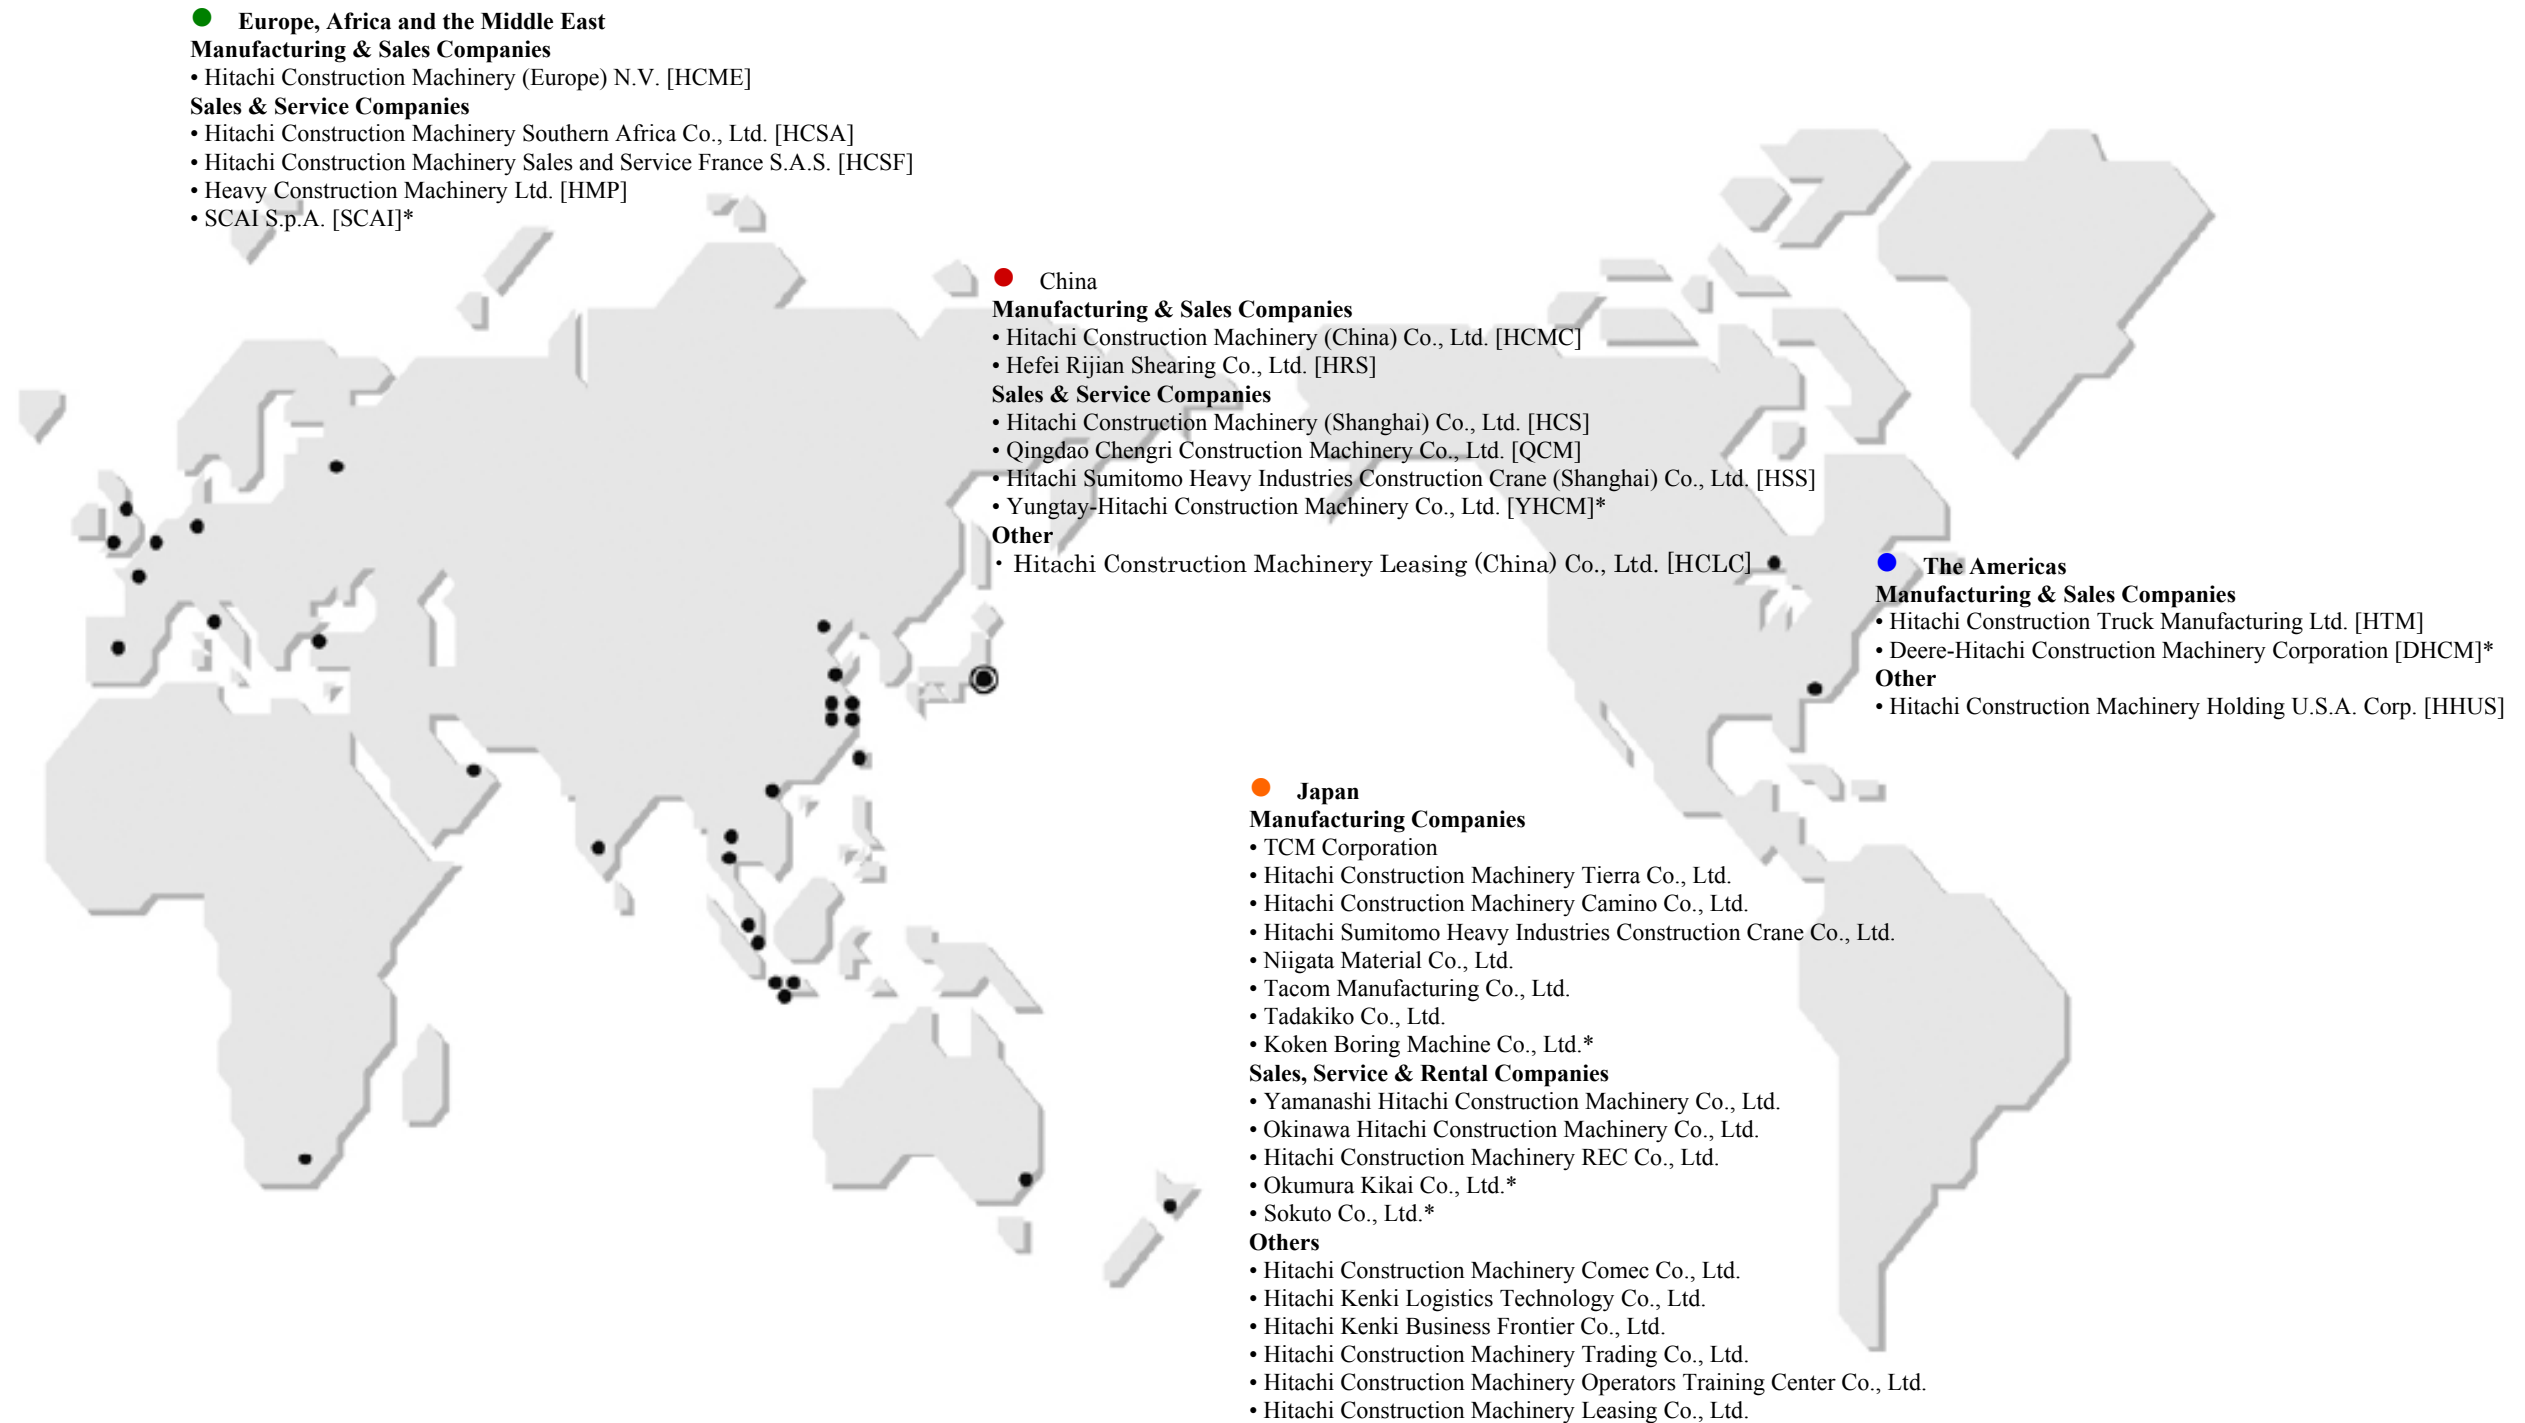 Europe, Africa and the Middle East
Manufacturing & Sales Companies
• Hitachi Construction Machinery (Europe) N.V. [HCME]
Sales & Service Companies
• Hitachi Construction Machinery Southern Africa Co., Ltd. [HCSA]
• Hitachi Construction Machinery Sales and Service France S.A.S. [HCSF]
• Heavy Construction Machinery Ltd. [HMP]
• SCAI S.p.A. [SCAI]*
China
Manufacturing & Sales Companies
• Hitachi Construction Machinery (China) Co., Ltd. [HCMC]
• Hefei Rijian Shearing Co., Ltd. [HRS]
Sales & Service Companies
• Hitachi Construction Machinery (Shanghai) Co., Ltd. [HCS]
• Qingdao Chengri Construction Machinery Co., Ltd. [QCM]
• Hitachi Sumitomo Heavy Industries Construction Crane (Shanghai) Co., Ltd. [HSS]
• Yungtay-Hitachi Construction Machinery Co., Ltd. [YHCM]*
Other
・ Hitachi Construction Machinery Leasing (China) Co., Ltd. [HCLC]
The Americas
Manufacturing & Sales Companies
• Hitachi Construction Truck Manufacturing Ltd. [HTM]
• Deere-Hitachi Construction Machinery Corporation [DHCM]*
Other
• Hitachi Construction Machinery Holding U.S.A. Corp. [HHUS]
Japan
Manufacturing Companies
• TCM Corporation
• Hitachi Construction Machinery Tierra Co., Ltd.
• Hitachi Construction Machinery Camino Co., Ltd.
• Hitachi Sumitomo Heavy Industries Construction Crane Co., Ltd.
• Niigata Material Co., Ltd.
• Tacom Manufacturing Co., Ltd.
• Tadakiko Co., Ltd.
• Koken Boring Machine Co., Ltd.*
Sales, Service & Rental Companies
• Yamanashi Hitachi Construction Machinery Co., Ltd.
• Okinawa Hitachi Construction Machinery Co., Ltd.
• Hitachi Construction Machinery REC Co., Ltd.
• Okumura Kikai Co., Ltd.*
• Sokuto Co., Ltd.*
Others
• Hitachi Construction Machinery Comec Co., Ltd.
• Hitachi Kenki Logistics Technology Co., Ltd.
• Hitachi Kenki Business Frontier Co., Ltd.
• Hitachi Construction Machinery Trading Co., Ltd.
• Hitachi Construction Machinery Operators Training Center Co., Ltd.
• Hitachi Construction Machinery Leasing Co., Ltd.